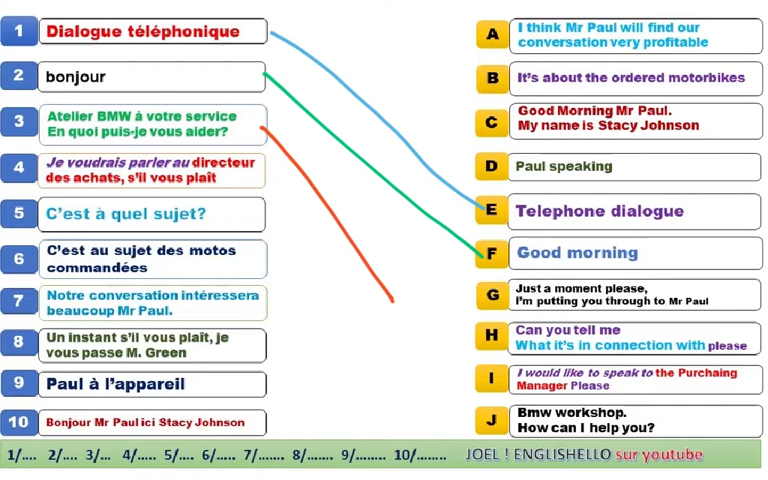 1 Dialogue téléphonique
2 bonjour
3 Atelier BMW à votre service
En quoi puis-je vous aider?
4 Je voudrais parler au directeur
des achats, s'il vous plaît
5 C'est à quel sujet?
6 C'est au sujet des motos
commandées
7 Notre conversation intéressera
beaucoup Mr Paul.
8 Un instant s'il vous plaît, je
vous passe M. Green
9 Paul à l'appareil
10 Bonjour Mr Paul ici Stacy Johnson
A I think Mr Paul will find our
conversation very profitable
B It's about the ordered motorbikes
C Good Morning Mr Paul.
My name is Stacy Johnson
D Paul speaking
E Telephone dialogue
F Good morning
G Just a moment please,
I'm putting you through to Mr Paul
H Can you tell me
What it's in connection with please
I I would like to speak to the Purchaing
Manager Please
J Bmw workshop.
How can I help you?
1/.... 2/.... 3/... 4/..... 5/.... 6/..... 7/....... 8/....... 9/........ 10/........ JOEL ! ENGLISHELLO sur youtube